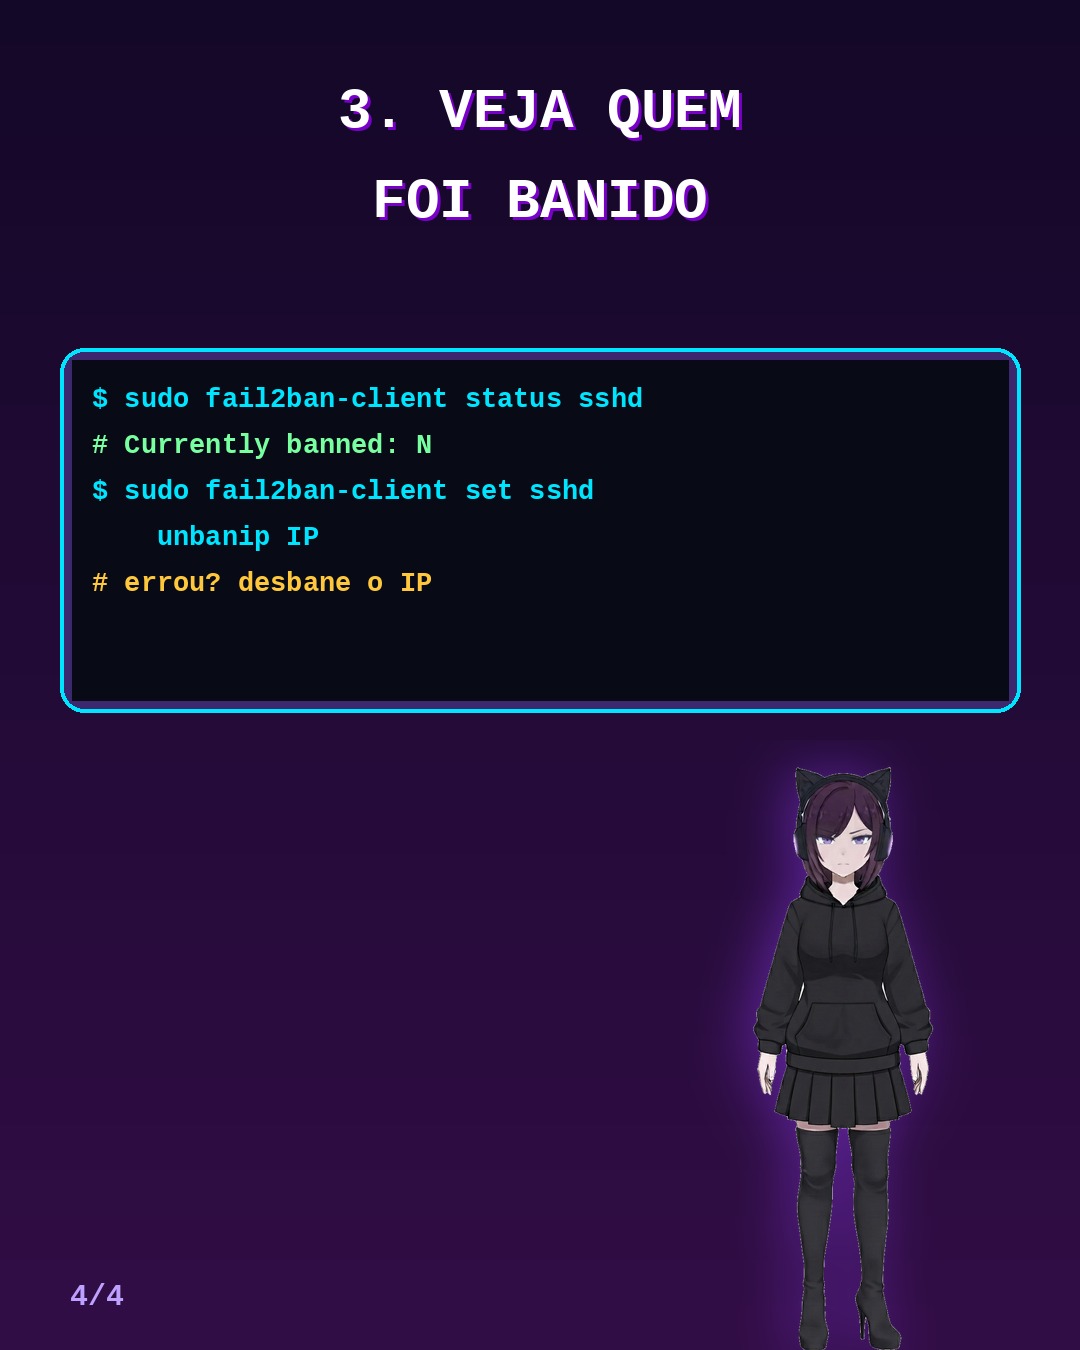 3. VEJA QUEM
FOI BANIDO
$ sudo fail2ban-client status sshd
# Currently banned: N
$ sudo fail2ban-client set sshd
    unbanip IP
# errou? desbane o IP
4/4